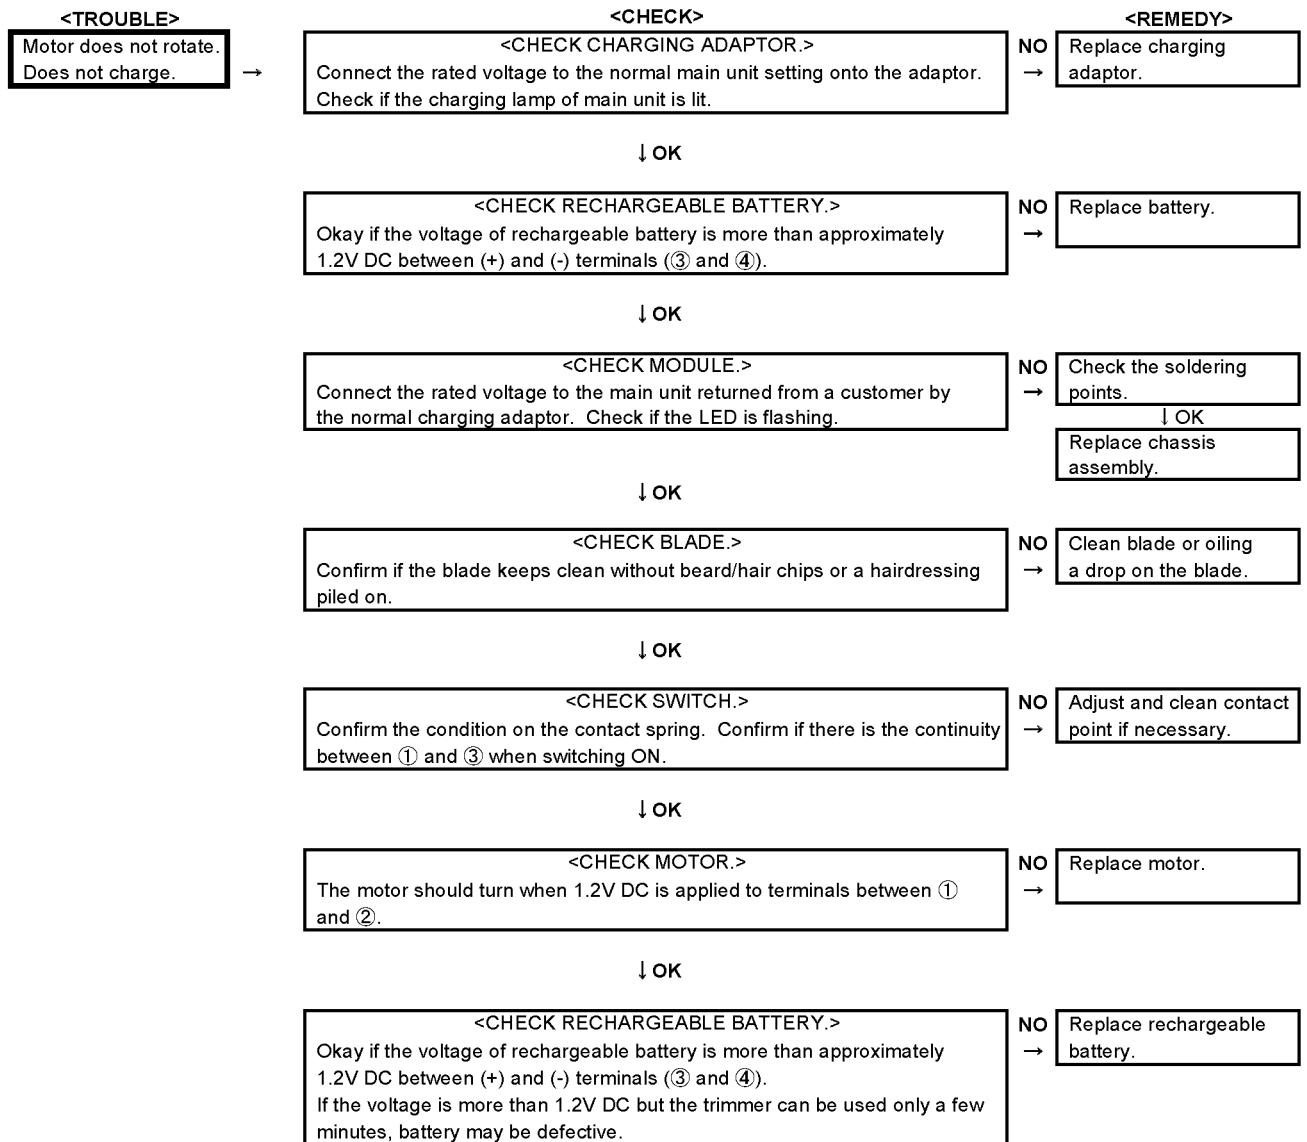 <TROUBLE>
<CHECK>
<REMEDY>
Motor does not rotate.
Does not charge.
→
<CHECK CHARGING ADAPTOR.>
Connect the rated voltage to the normal main unit setting onto the adaptor.
Check if the charging lamp of main unit is lit.
NO
→
Replace charging
adaptor.
↓ OK
<CHECK RECHARGEABLE BATTERY.>
Okay if the voltage of rechargeable battery is more than approximately
1.2V DC between (+) and (-) terminals (③ and ④).
NO
→
Replace battery.
↓ OK
<CHECK MODULE.>
Connect the rated voltage to the main unit returned from a customer by
the normal charging adaptor.  Check if the LED is flashing.
NO
→
Check the soldering
points.
↓ OK
Replace chassis
assembly.
↓ OK
<CHECK BLADE.>
Confirm if the blade keeps clean without beard/hair chips or a hairdressing
piled on.
NO
→
Clean blade or oiling
a drop on the blade.
↓ OK
<CHECK SWITCH.>
Confirm the condition on the contact spring.  Confirm if there is the continuity
between ① and ③ when switching ON.
NO
→
Adjust and clean contact
point if necessary.
↓ OK
<CHECK MOTOR.>
The motor should turn when 1.2V DC is applied to terminals between ①
and ②.
NO
→
Replace motor.
↓ OK
<CHECK RECHARGEABLE BATTERY.>
Okay if the voltage of rechargeable battery is more than approximately
1.2V DC between (+) and (-) terminals (③ and ④).
If the voltage is more than 1.2V DC but the trimmer can be used only a few
minutes, battery may be defective.
NO
→
Replace rechargeable
battery.